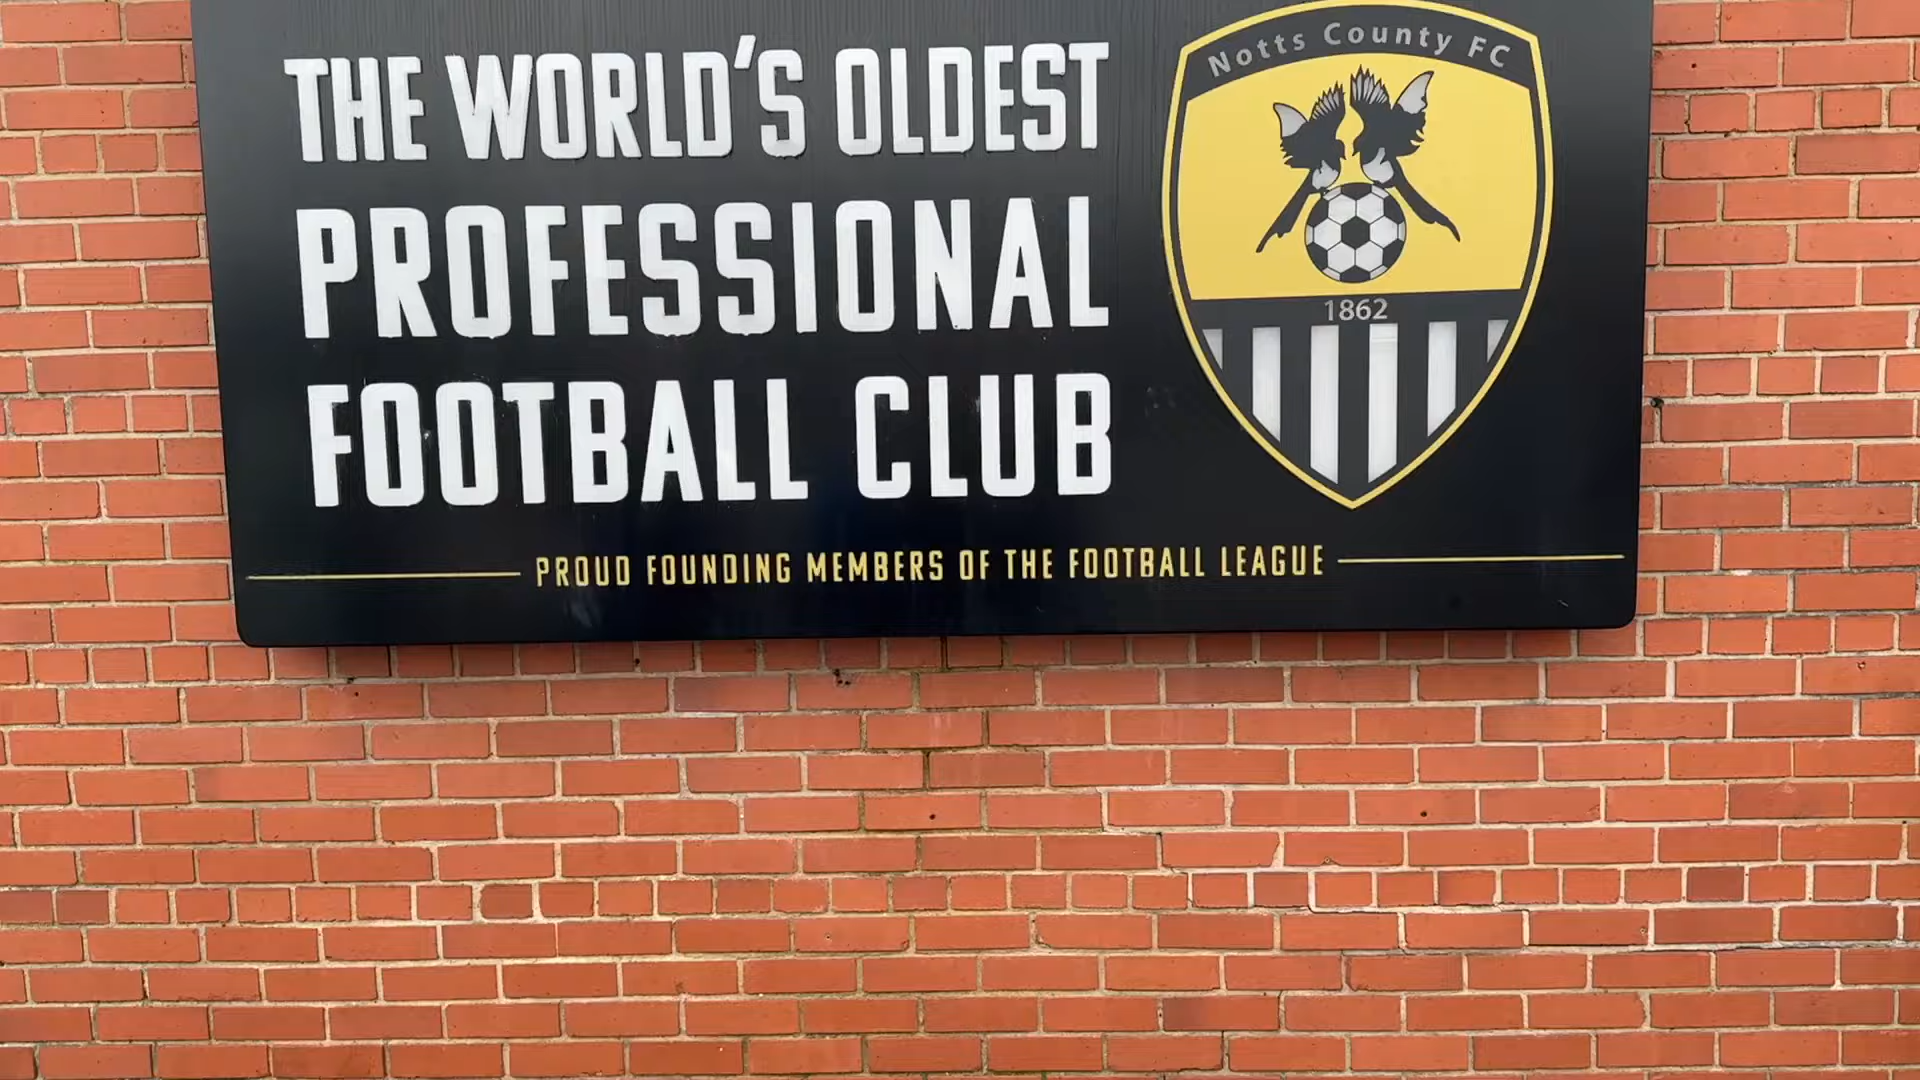 THE WORLD'S OLDEST
PROFESSIONAL
FOOTBALL CLUB
Notts County FC
1862
PROUD FOUNDING MEMBERS OF THE FOOTBALL LEAGUE